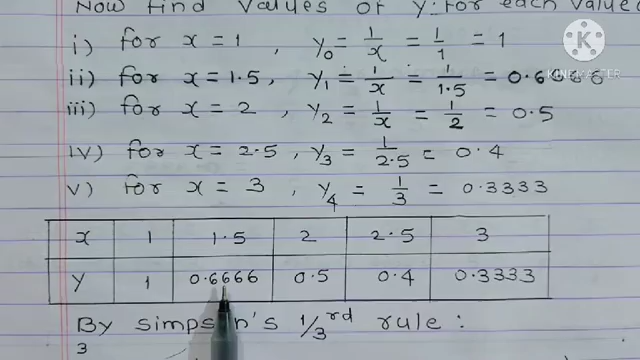 Now find values of y for each value
i) for x = 1 , y₀ = 1/x = 1/1 = 1
ii) for x = 1.5, y₁ = 1/x = 1/1.5 = 0.6666
iii) for x = 2 , y₂ = 1/x = 1/2 = 0.5
iv) for x = 2.5 , y₃ = 1/2.5 = 0.4
v) for x = 3 , y₄ = 1/3 = 0.3333
x 1 1.5 2 2.5 3
y 1 0.6666 0.5 0.4 0.3333
By simpson's 1/3 rd rule :
3
KINEMASTER